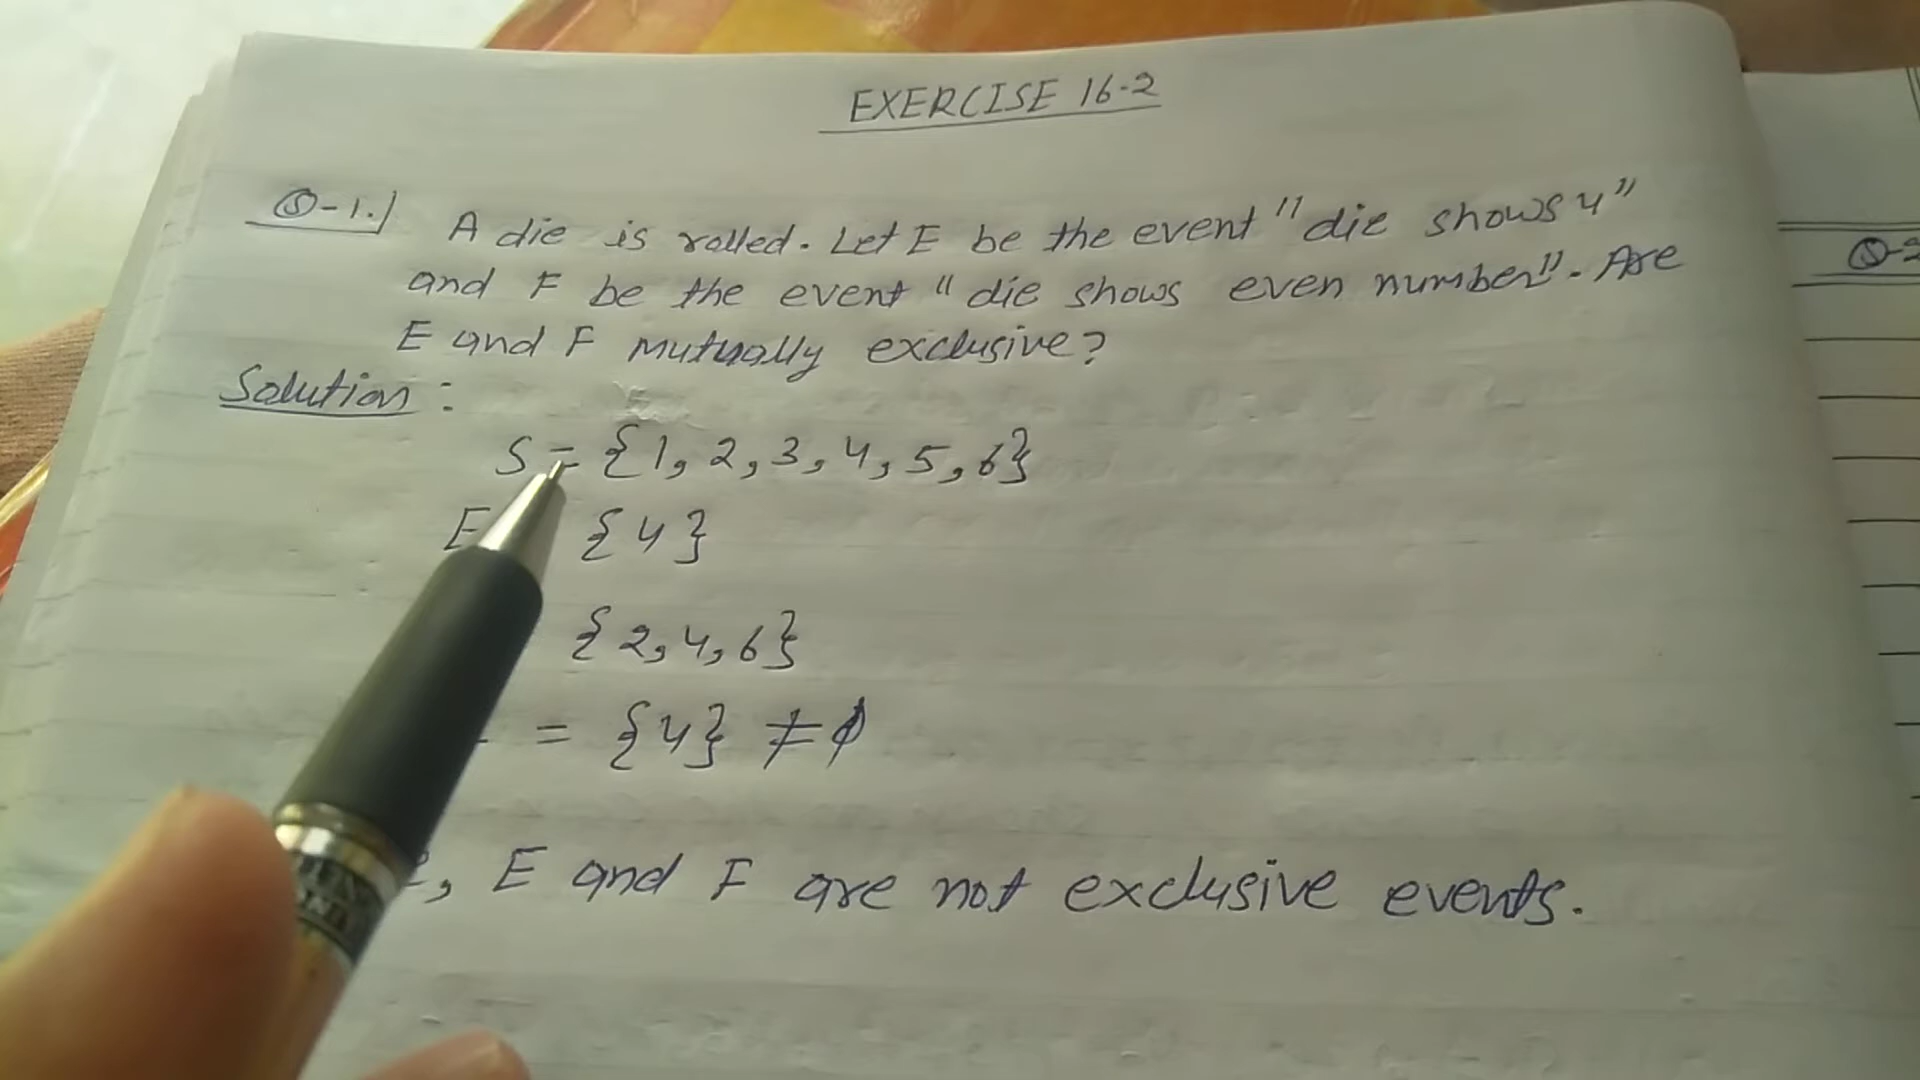 EXERCISE 16-2
Q-1. A die is rolled. Let E be the event "die shows 4"
and F be the event "die shows even number". Are
E and F mutually exclusive?
Solution :
S = {1, 2, 3, 4, 5, 6}
E {4}
{2, 4, 6}
= {4} ≠ ϕ
, E and F are not exclusive events.
Q-2